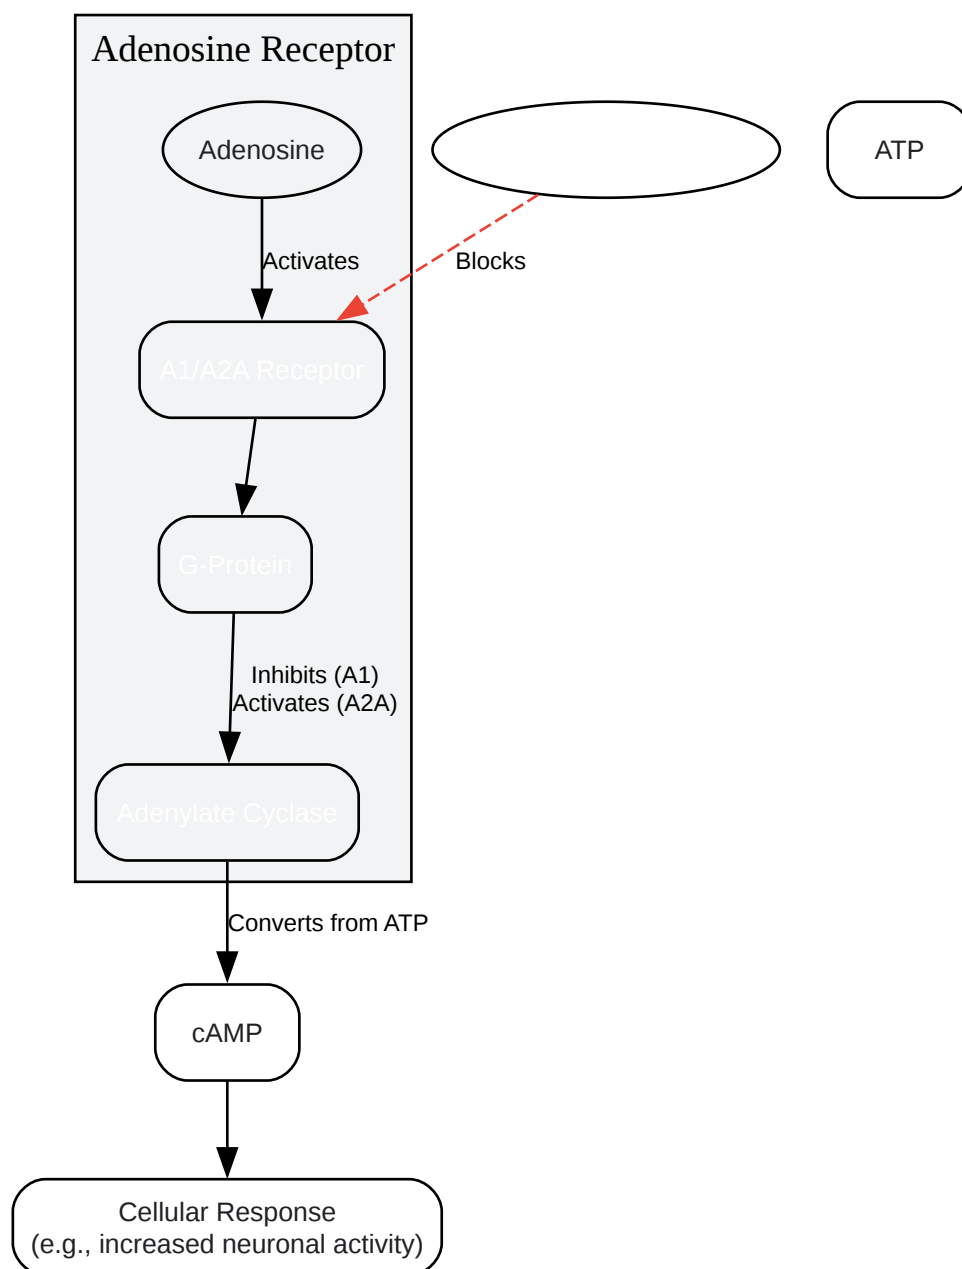 Adenosine Receptor
Adenosine
ATP
Activates
Blocks
A1/A2A Receptor
G-Protein
Inhibits (A1)
Activates (A2A)
Adenylate Cyclase
Converts from ATP
cAMP
Cellular Response
(e.g., increased neuronal activity)